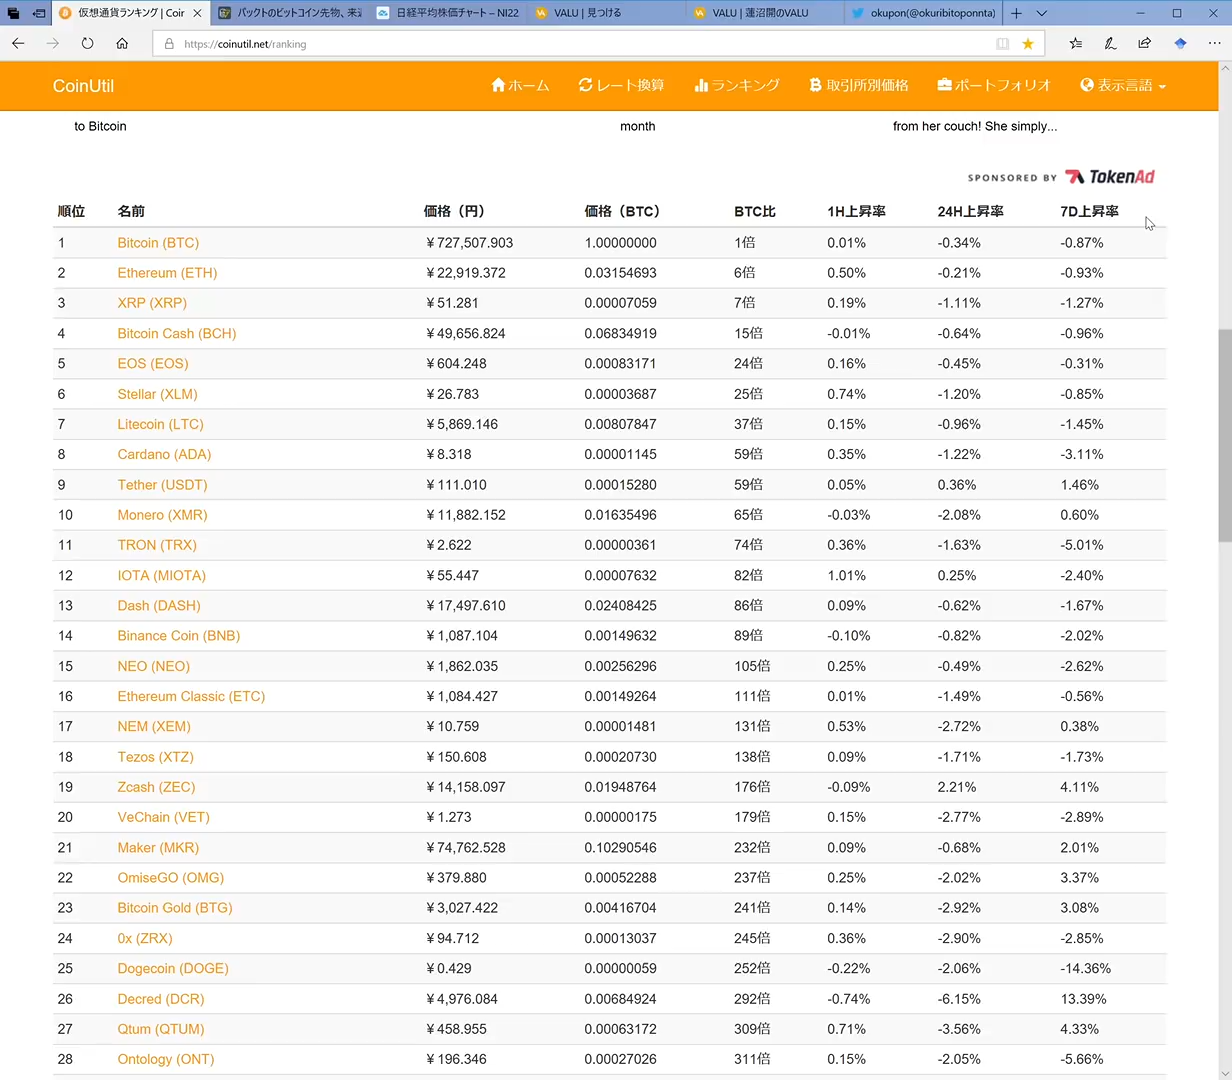 仮想通貨ランキング | Coin
バックトのビットコイン先物、来週
日経平均株価チャート – NI22
VALU | 見つける
VALU | 蓮沼開のVALU
okupon(@okuribitoponnta)
https://coinutil.net/ranking
CoinUtil ホーム レート換算 ランキング 取引所別価格 ポートフォリオ 表示言語
to Bitcoin month from her couch! She simply...
SPONSORED BY TokenAd
順位 名前 価格（円） 価格（BTC） BTC比 1H上昇率 24H上昇率 7D上昇率
1 Bitcoin (BTC) ¥727,507.903 1.00000000 1倍 0.01% -0.34% -0.87%
2 Ethereum (ETH) ¥22,919.372 0.03154693 6倍 0.50% -0.21% -0.93%
3 XRP (XRP) ¥51.281 0.00007059 7倍 0.19% -1.11% -1.27%
4 Bitcoin Cash (BCH) ¥49,656.824 0.06834919 15倍 -0.01% -0.64% -0.96%
5 EOS (EOS) ¥604.248 0.00083171 24倍 0.16% -0.45% -0.31%
6 Stellar (XLM) ¥26.783 0.00003687 25倍 0.74% -1.20% -0.85%
7 Litecoin (LTC) ¥5,869.146 0.00807847 37倍 0.15% -0.96% -1.45%
8 Cardano (ADA) ¥8.318 0.00001145 59倍 0.35% -1.22% -3.11%
9 Tether (USDT) ¥111.010 0.00015280 59倍 0.05% 0.36% 1.46%
10 Monero (XMR) ¥11,882.152 0.01635496 65倍 -0.03% -2.08% 0.60%
11 TRON (TRX) ¥2.622 0.00000361 74倍 0.36% -1.63% -5.01%
12 IOTA (MIOTA) ¥55.447 0.00007632 82倍 1.01% 0.25% -2.40%
13 Dash (DASH) ¥17,497.610 0.02408425 86倍 0.09% -0.62% -1.67%
14 Binance Coin (BNB) ¥1,087.104 0.00149632 89倍 -0.10% -0.82% -2.02%
15 NEO (NEO) ¥1,862.035 0.00256296 105倍 0.25% -0.49% -2.62%
16 Ethereum Classic (ETC) ¥1,084.427 0.00149264 111倍 0.01% -1.49% -0.56%
17 NEM (XEM) ¥10.759 0.00001481 131倍 0.53% -2.72% 0.38%
18 Tezos (XTZ) ¥150.608 0.00020730 138倍 0.09% -1.71% -1.73%
19 Zcash (ZEC) ¥14,158.097 0.01948764 176倍 -0.09% 2.21% 4.11%
20 VeChain (VET) ¥1.273 0.00000175 179倍 0.15% -2.77% -2.89%
21 Maker (MKR) ¥74,762.528 0.10290546 232倍 0.09% -0.68% 2.01%
22 OmiseGO (OMG) ¥379.880 0.00052288 237倍 0.25% -2.02% 3.37%
23 Bitcoin Gold (BTG) ¥3,027.422 0.00416704 241倍 0.14% -2.92% 3.08%
24 0x (ZRX) ¥94.712 0.00013037 245倍 0.36% -2.90% -2.85%
25 Dogecoin (DOGE) ¥0.429 0.00000059 252倍 -0.22% -2.06% -14.36%
26 Decred (DCR) ¥4,976.084 0.00684924 292倍 -0.74% -6.15% 13.39%
27 Qtum (QTUM) ¥458.955 0.00063172 309倍 0.71% -3.56% 4.33%
28 Ontology (ONT) ¥196.346 0.00027026 311倍 0.15% -2.05% -5.66%